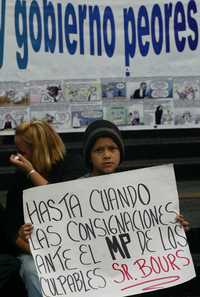 y gobierno peores
HASTA CUANDO
LAS CONSIGNACIONES
ANTE EL MP DE LOS
CULPABLES SR. BOURS